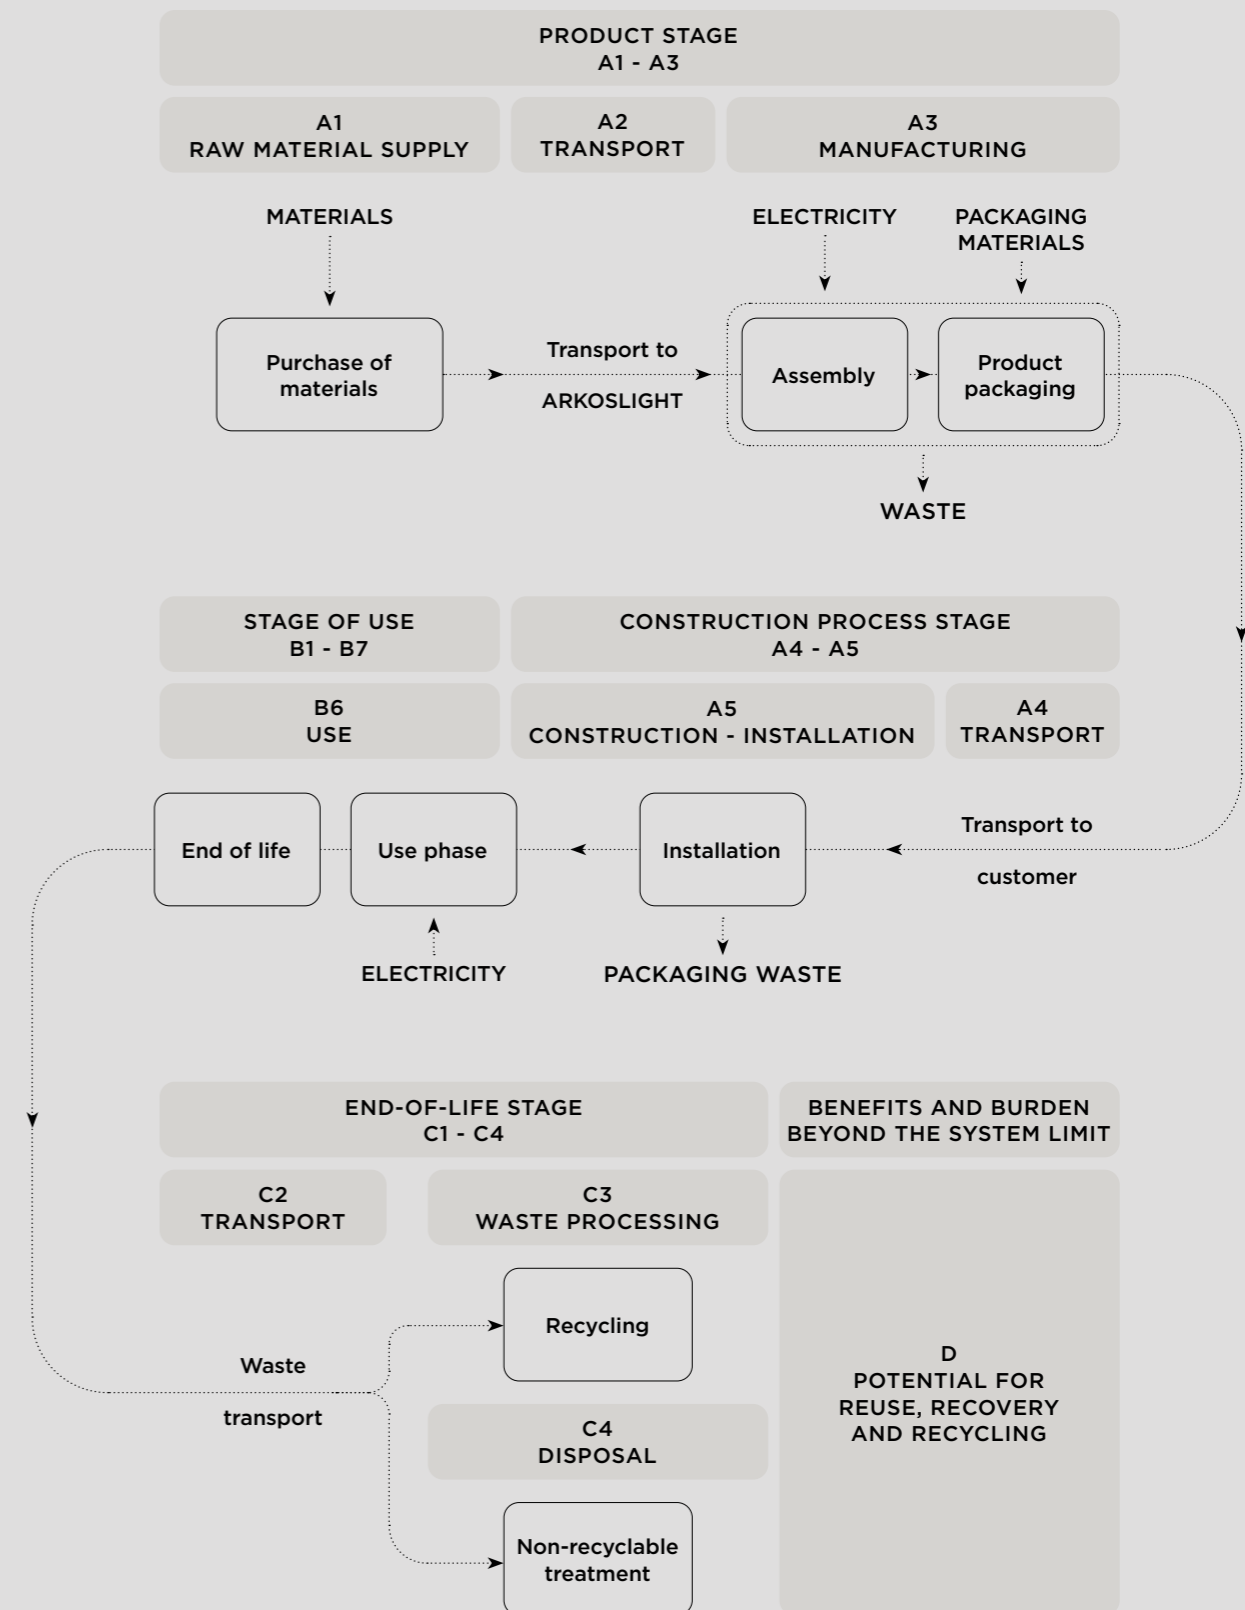 PRODUCT STAGE
A1 - A3
A1
RAW MATERIAL SUPPLY
A2
TRANSPORT
A3
MANUFACTURING
MATERIALS
ELECTRICITY
PACKAGING
MATERIALS
Purchase of
materials
Transport to
ARKOSLIGHT
Assembly
Product
packaging
WASTE
STAGE OF USE
B1 - B7
CONSTRUCTION PROCESS STAGE
A4 - A5
B6
USE
A5
CONSTRUCTION - INSTALLATION
A4
TRANSPORT
End of life
Use phase
Installation
Transport to
customer
ELECTRICITY
PACKAGING WASTE
END-OF-LIFE STAGE
C1 - C4
BENEFITS AND BURDEN
BEYOND THE SYSTEM LIMIT
C2
TRANSPORT
C3
WASTE PROCESSING
Recycling
Waste
transport
C4
DISPOSAL
Non-recyclable
treatment
D
POTENTIAL FOR
REUSE, RECOVERY
AND RECYCLING